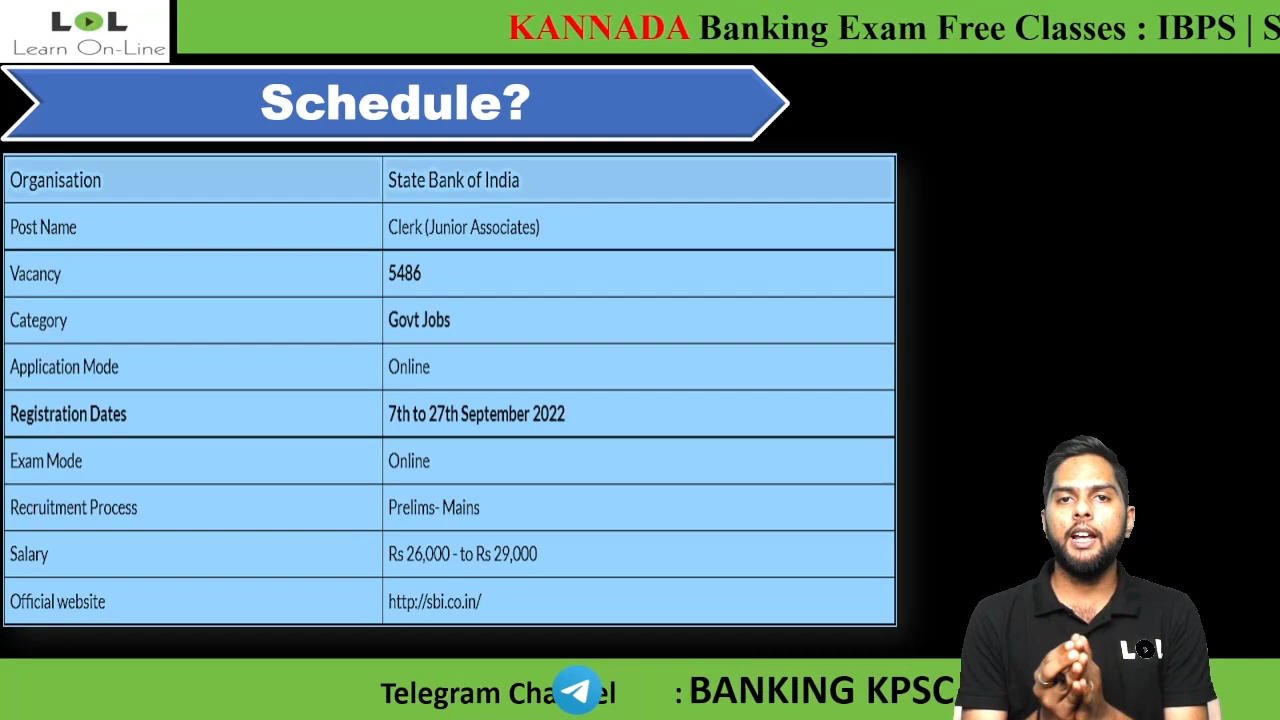 LOL
Learn On-Line
KANNADA Banking Exam Free Classes : IBPS | S
Schedule?
Organisation State Bank of India
Post Name Clerk (Junior Associates)
Vacancy 5486
Category Govt Jobs
Application Mode Online
Registration Dates 7th to 27th September 2022
Exam Mode Online
Recruitment Process Prelims- Mains
Salary Rs 26,000 - to Rs 29,000
Official website http://sbi.co.in/
LOL
Telegram Cha el : BANKING KPSC